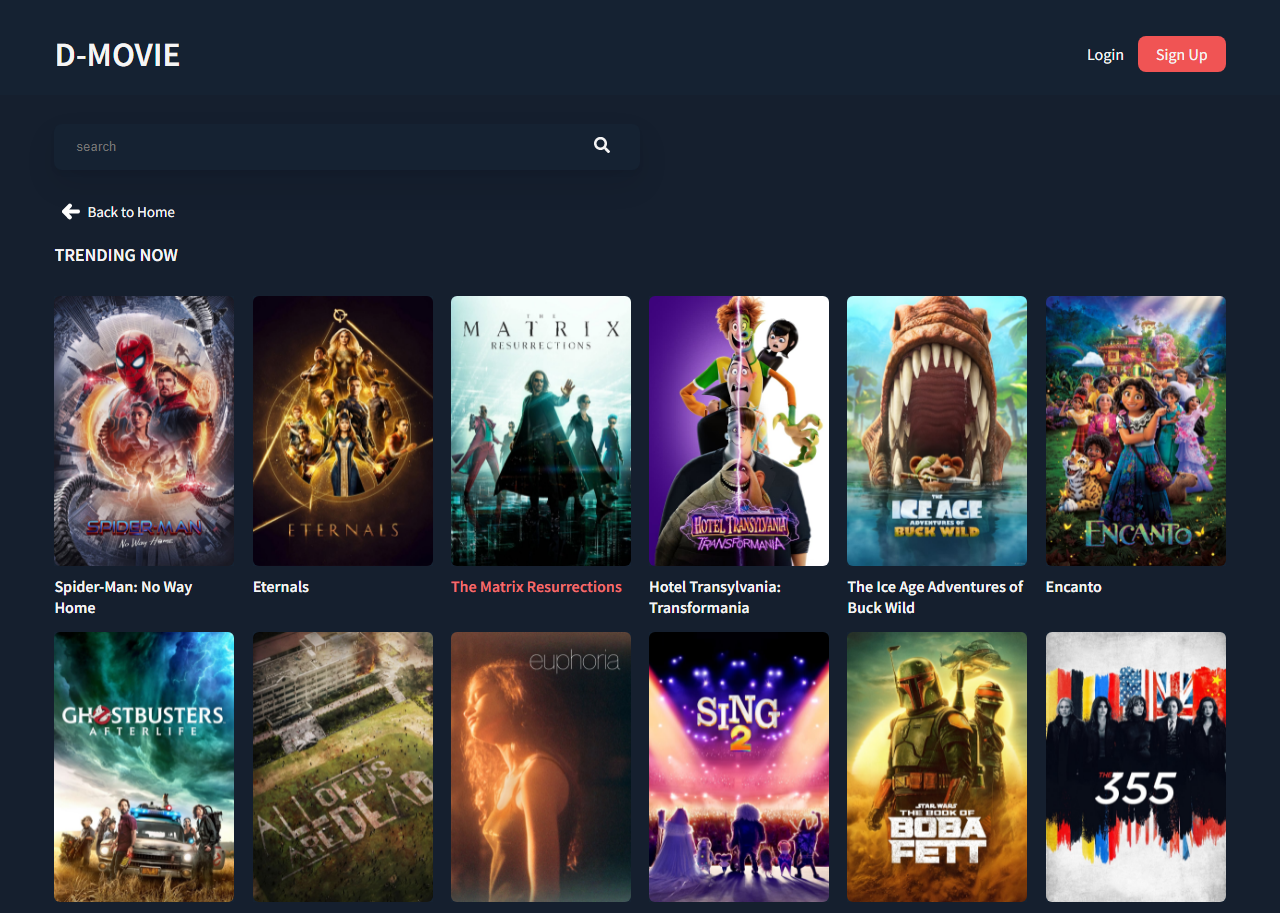 D-MOVIE
Login
Sign Up
search
Back to Home
TRENDING NOW
SPIDER-MAN
No Way Home
ETERNALS
THE
MATRIX
RESURRECTIONS
HOTEL TRANSYLVANIA
TRANSFORMANIA
THE
ICE AGE
ADVENTURES OF
BUCK WILD
ENCANTO
Spider-Man: No Way
Home
Eternals
The Matrix Resurrections
Hotel Transylvania:
Transformania
The Ice Age Adventures of
Buck Wild
Encanto
GHOSTBUSTERS
AFTERLIFE
ALL OF US
RE DEAD
euphoria
SING
2
STAR WARS
THE BOOK OF
BOBA
FETT
THE
355